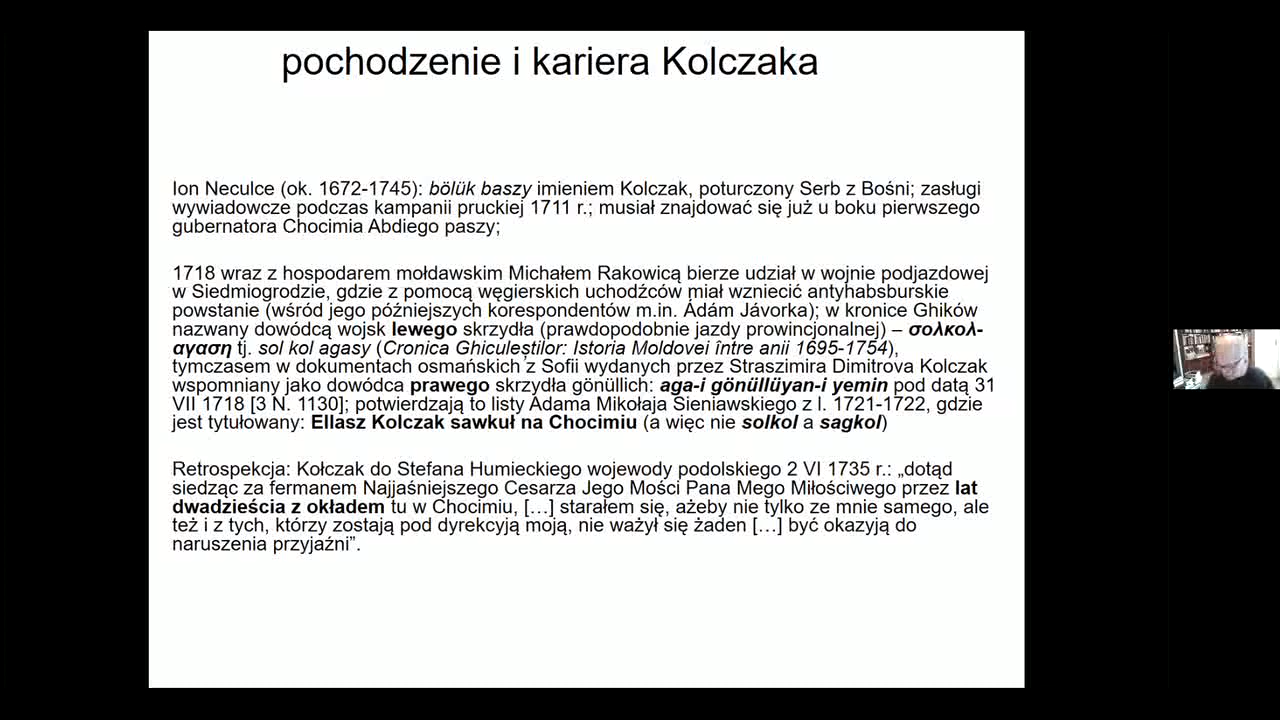 pochodzenie i kariera Kolczaka
Ion Neculce (ok. 1672-1745): bölük baszy imieniem Kolczak, poturczony Serb z Bośni; zasługi
wywiadowcze podczas kampanii pruckiej 1711 r.; musiał znajdować się już u boku pierwszego
gubernatora Chocimia Abdiego paszy;
1718 wraz z hospodarem mołdawskim Michałem Rakowicą bierze udział w wojnie podjazdowej
w Siedmiogrodzie, gdzie z pomocą węgierskich uchodźców miał wzniecić antyhabsburskie
powstanie (wśród jego późniejszych korespondentów m.in. Ádám Jávorka); w kronice Ghików
nazwany dowódcą wojsk lewego skrzydła (prawdopodobnie jazdy prowincjonalnej) – σολκολ-
αγαση tj. sol kol agasy (Cronica Ghiculeștilor: Istoria Moldovei între anii 1695-1754),
tymczasem w dokumentach osmańskich z Sofii wydanych przez Straszimira Dimitrova Kolczak
wspomniany jako dowódca prawego skrzydła gönüllich: aga-i gönüllüyan-i yemin pod datą 31
VII 1718 [3 N. 1130]; potwierdzają to listy Adama Mikołaja Sieniawskiego z l. 1721-1722, gdzie
jest tytułowany: Ellasz Kolczak sawkuł na Chocimiu (a więc nie solkol a sagkol)
Retrospekcja: Kołczak do Stefana Humieckiego wojewody podolskiego 2 VI 1735 r.: „dotąd
siedząc za fermanem Najjaśniejszego Cesarza Jego Mości Pana Mego Miłościwego przez lat
dwadzieścia z okładem tu w Chocimiu, […] starałem się, ażeby nie tylko ze mnie samego, ale
też i z tych, którzy zostają pod dyrekcyją moją, nie ważył się żaden […] być okazyją do
naruszenia przyjaźni”.